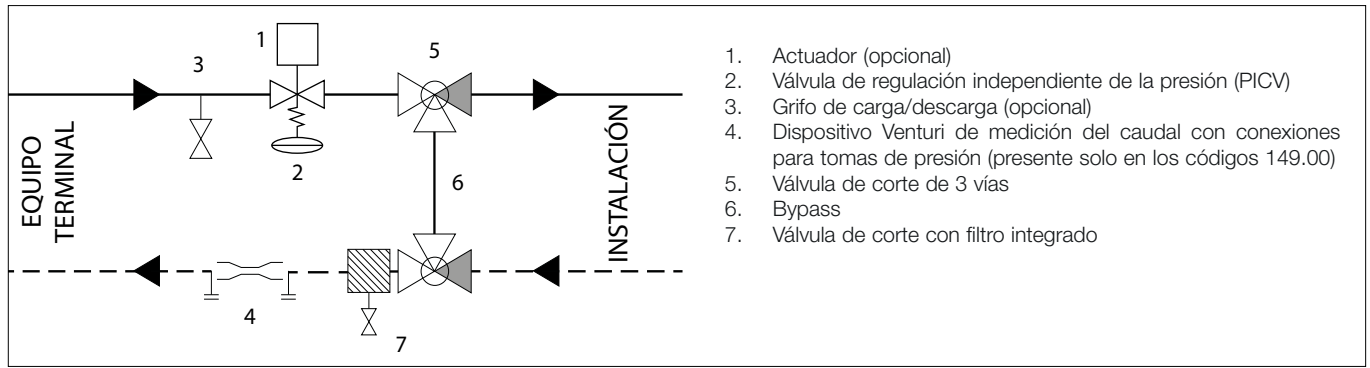 1
5
3
2
6
4
7
EQUIPO
TERMINAL
INSTALACIÓN
1. Actuador (opcional)
2. Válvula de regulación independiente de la presión (PICV)
3. Grifo de carga/descarga (opcional)
4. Dispositivo Venturi de medición del caudal con conexiones
para tomas de presión (presente solo en los códigos 149.00)
5. Válvula de corte de 3 vías
6. Bypass
7. Válvula de corte con filtro integrado